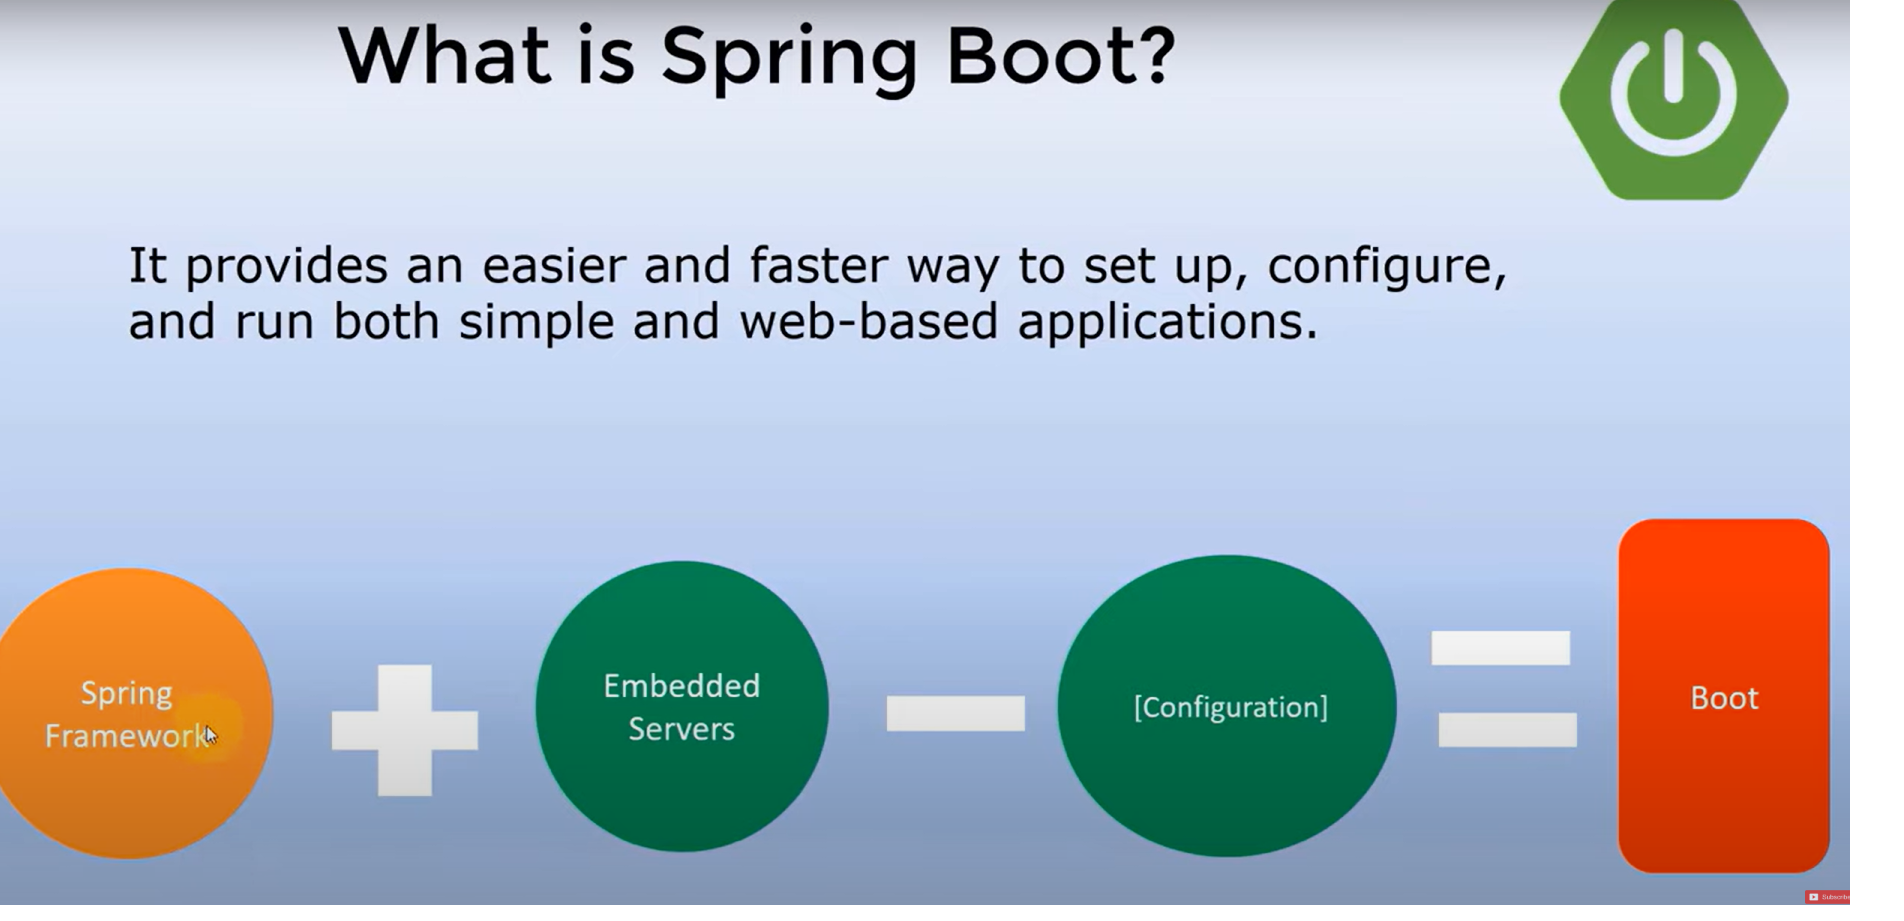 What is Spring Boot?
It provides an easier and faster way to set up, configure,
and run both simple and web-based applications.
Spring
Framework
Embedded
Servers
[Configuration]
Boot